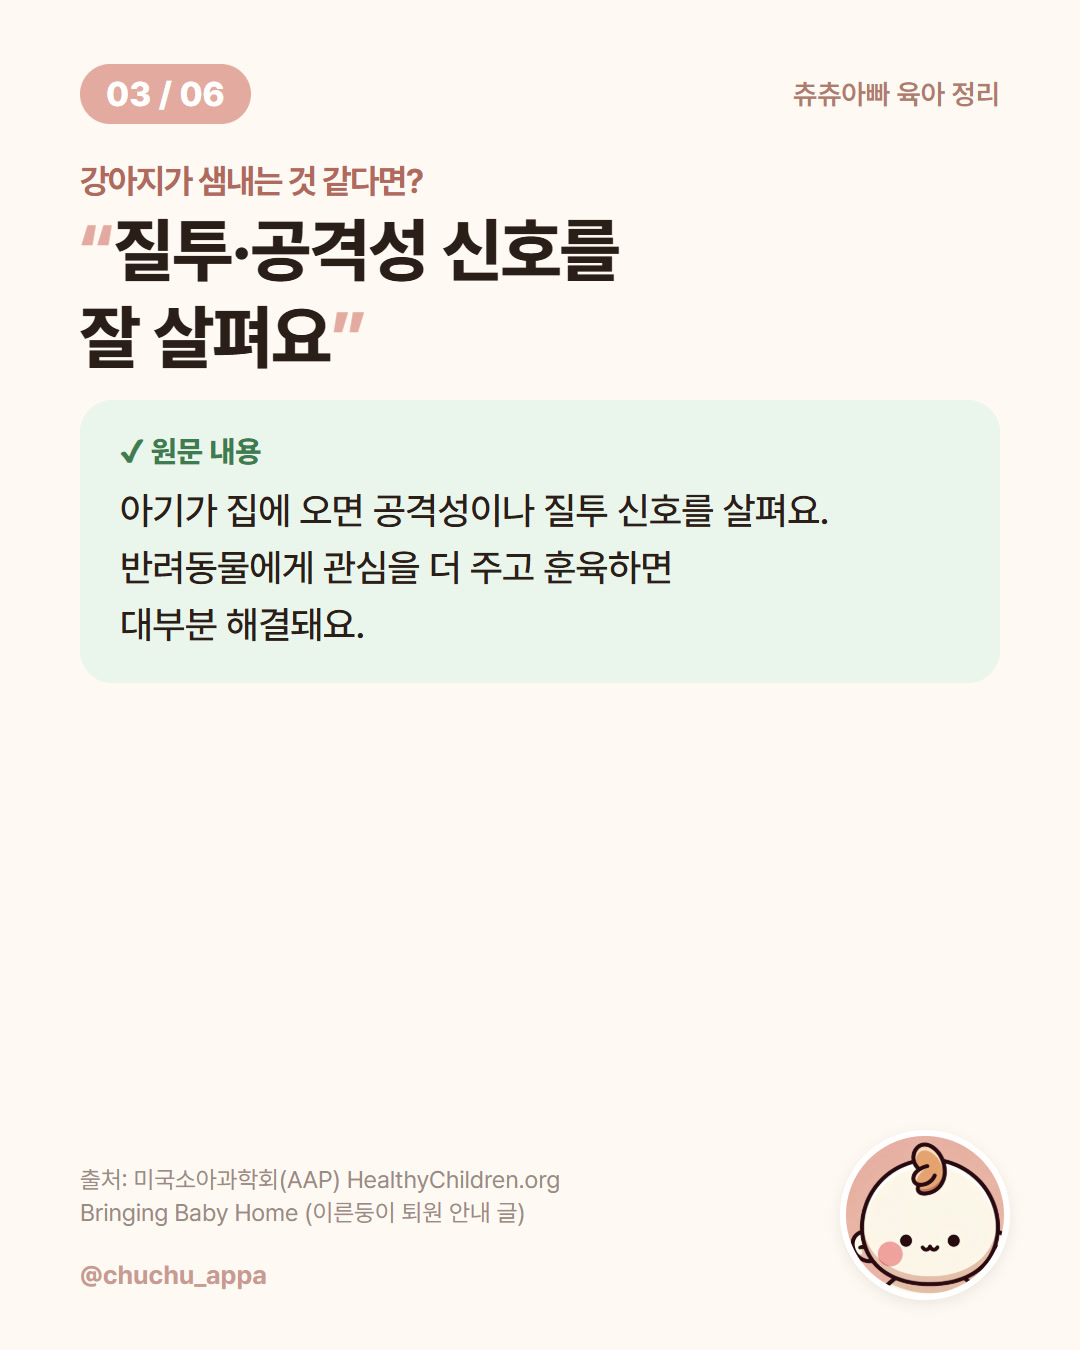 03 / 06
츄츄아빠 육아 정리
강아지가 샘내는 것 같다면?
“질투·공격성 신호를
잘 살펴요”
✔ 원문 내용
아기가 집에 오면 공격성이나 질투 신호를 살펴요.
반려동물에게 관심을 더 주고 훈육하면
대부분 해결돼요.
출처: 미국소아과학회(AAP) HealthyChildren.org
Bringing Baby Home (이른둥이 퇴원 안내 글)
@chuchu_appa